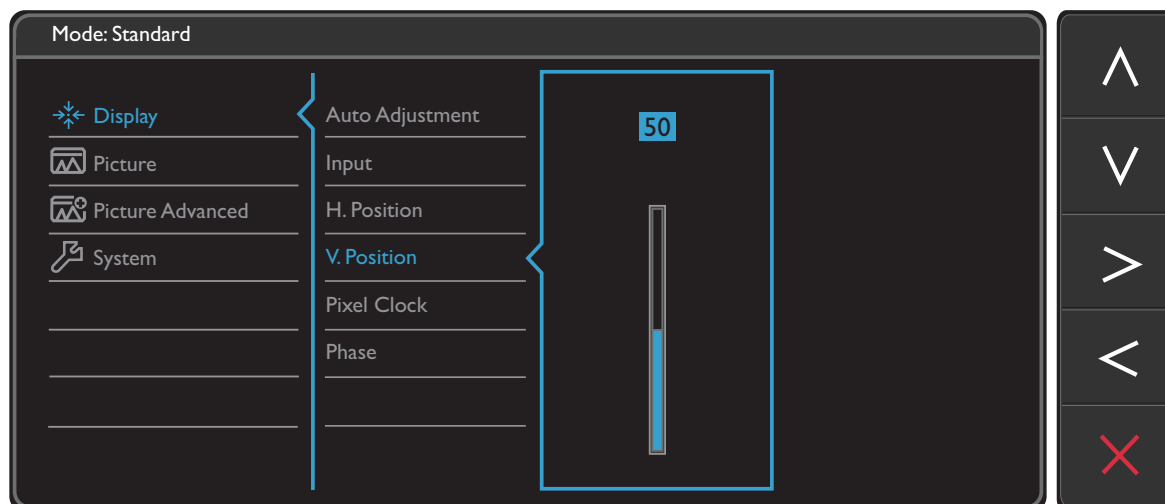 Mode: Standard
Display
Picture
Picture Advanced
System
Auto Adjustment
Input
H. Position
V. Position
Pixel Clock
Phase
50